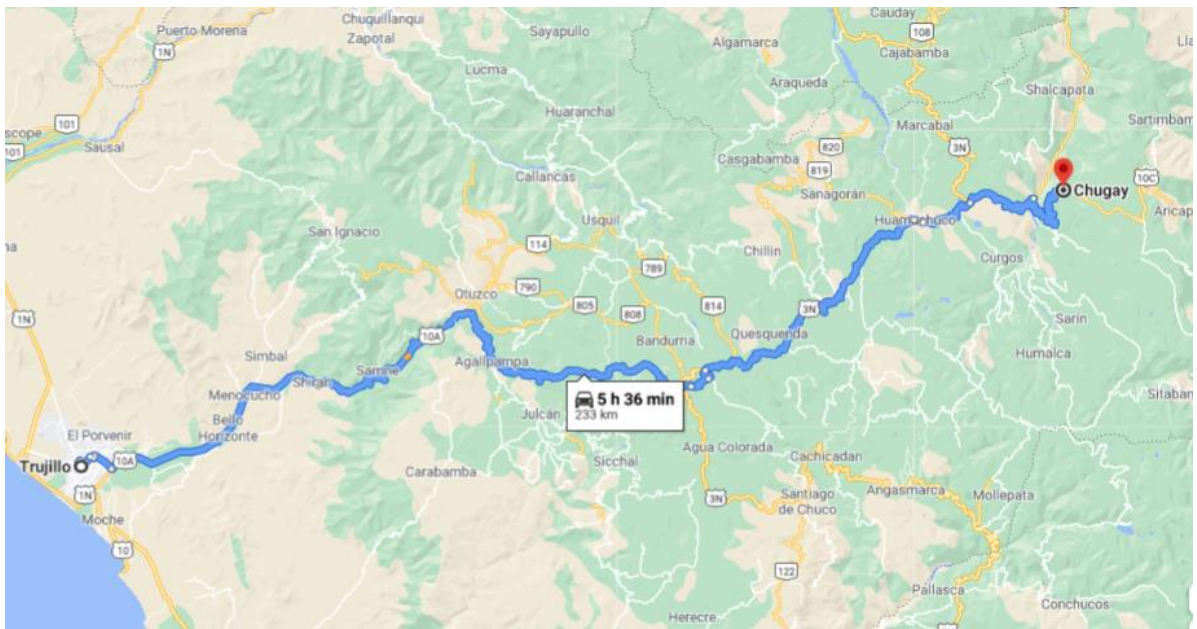 Cauday
Chuquillanqui
Puerto Morena
Sayapullo
108
1N
Zapotal
Algamarca
Cajabamba
Lucma
Araqueda
Shalcapata
Huaranchal
101
Marcabal
Sartimbam
scope
820
3N
Casgabamba
Sausal
101
819
Callancas
10C
Sanagorán
Chugay
Usquil
Aricap
Huamachuco
San Ignacio
114
Chillin
Curgos
789
790
Otuzco
805
814
3N
1N
808
Sarin
10A
Quesquenda
Bandurria
Simbal
Agallpampa
Humalca
Samne
Shiran
Menocucho
5 h 36 min
Sitaban
233 km
Julcán
Bello
Horizonte
El Porvenir
Agua Colorada
10A
Sicchal
Cachicadan
Trujillo
Carabamba
Angasmarca
Mollepata
1N
Santiago
de Chuco
3N
Moche
10
122
Pallasca
Conchucos
Herecre